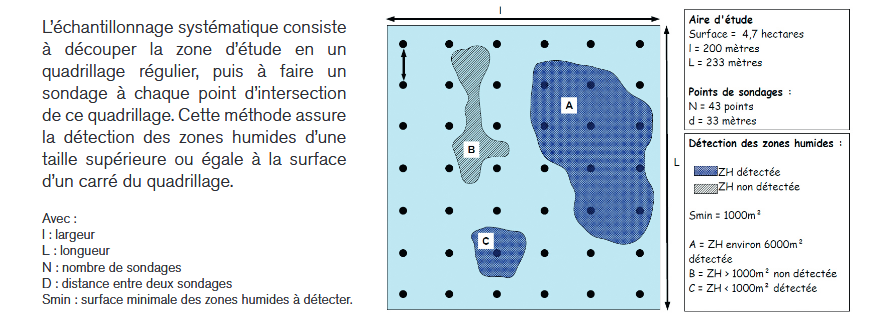 L’échantillonnage systématique consiste
à découper la zone d’étude en un
quadrillage régulier, puis à faire un
sondage à chaque point d’intersection
de ce quadrillage. Cette méthode assure
la détection des zones humides d’une
taille supérieure ou égale à la surface
d’un carré du quadrillage.
Avec :
l : largeur
L : longueur
N : nombre de sondages
D : distance entre deux sondages
Smin : surface minimale des zones humides à détecter.
l
A
B
C
L
Aire d'étude
Surface = 4,7 hectares
l = 200 mètres
L = 233 mètres
Points de sondages :
N = 43 points
d = 33 mètres
Détection des zones humides :
ZH détectée
ZH non détectée
Smin = 1000m²
A = ZH environ 6000m²
détectée
B = ZH > 1000m² non détectée
C = ZH < 1000m² détectée